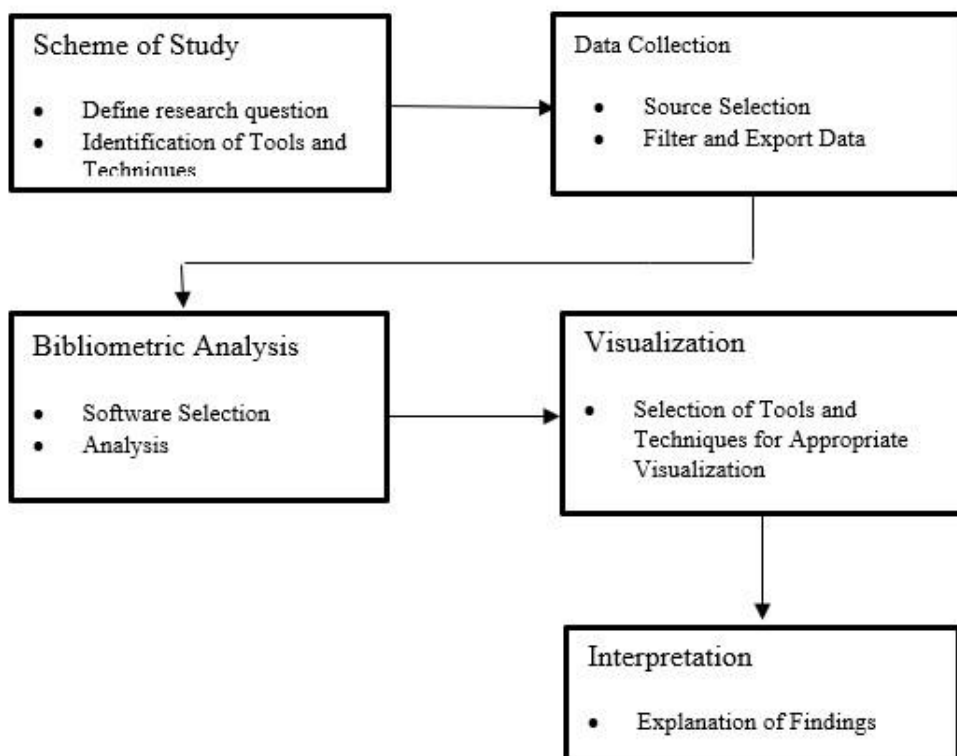 Scheme of Study
• Define research question
• Identification of Tools and
Techniques
Data Collection
• Source Selection
• Filter and Export Data
Bibliometric Analysis
• Software Selection
• Analysis
Visualization
• Selection of Tools and
Techniques for Appropriate
Visualization
Interpretation
• Explanation of Findings